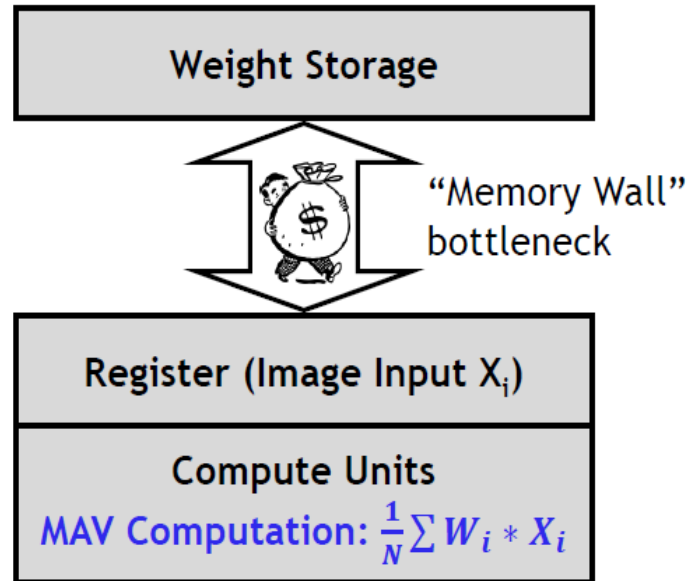 Weight Storage
$
“Memory Wall”
bottleneck
Register (Image Input Xᵢ)
Compute Units
MAV Computation: 1/N ∑ Wᵢ * Xᵢ